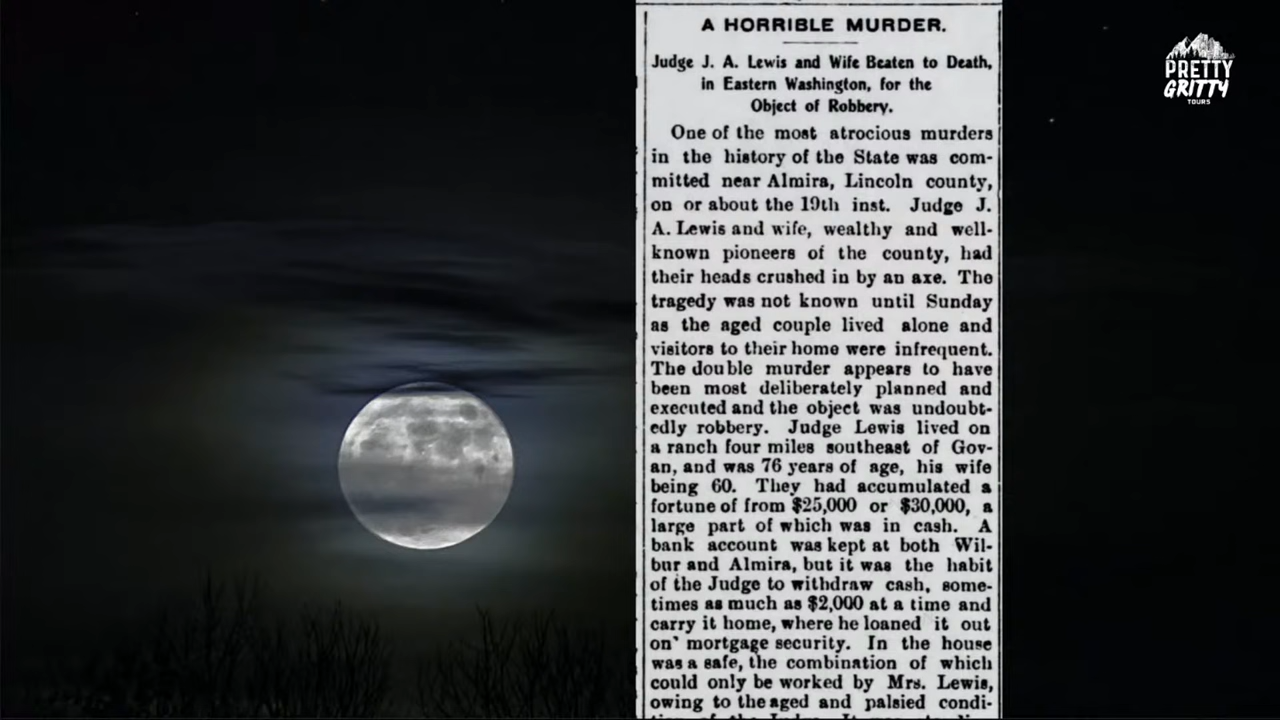 A HORRIBLE MURDER.
Judge J. A. Lewis and Wife Beaten to Death,
in Eastern Washington, for the
Object of Robbery.
One of the most atrocious murders
in the history of the State was com-
mitted near Almira, Lincoln county,
on or about the 19th inst. Judge J.
A. Lewis and wife, wealthy and well-
known pioneers of the county, had
their heads crushed in by an axe. The
tragedy was not known until Sunday
as the aged couple lived alone and
visitors to their home were infrequent.
The double murder appears to have
been most deliberately planned and
executed and the object was undoubt-
edly robbery. Judge Lewis lived on
a ranch four miles southeast of Gov-
an, and was 76 years of age, his wife
being 60. They had accumulated a
fortune of from $25,000 or $30,000, a
large part of which was in cash. A
bank account was kept at both Wil-
bur and Almira, but it was the habit
of the Judge to withdraw cash, some-
times as much as $2,000 at a time and
carry it home, where he loaned it out
on' mortgage security. In the house
was a safe, the combination of which
could only be worked by Mrs. Lewis,
owing to the aged and palsied condi-
PRETTY
GRITTY
TOURS